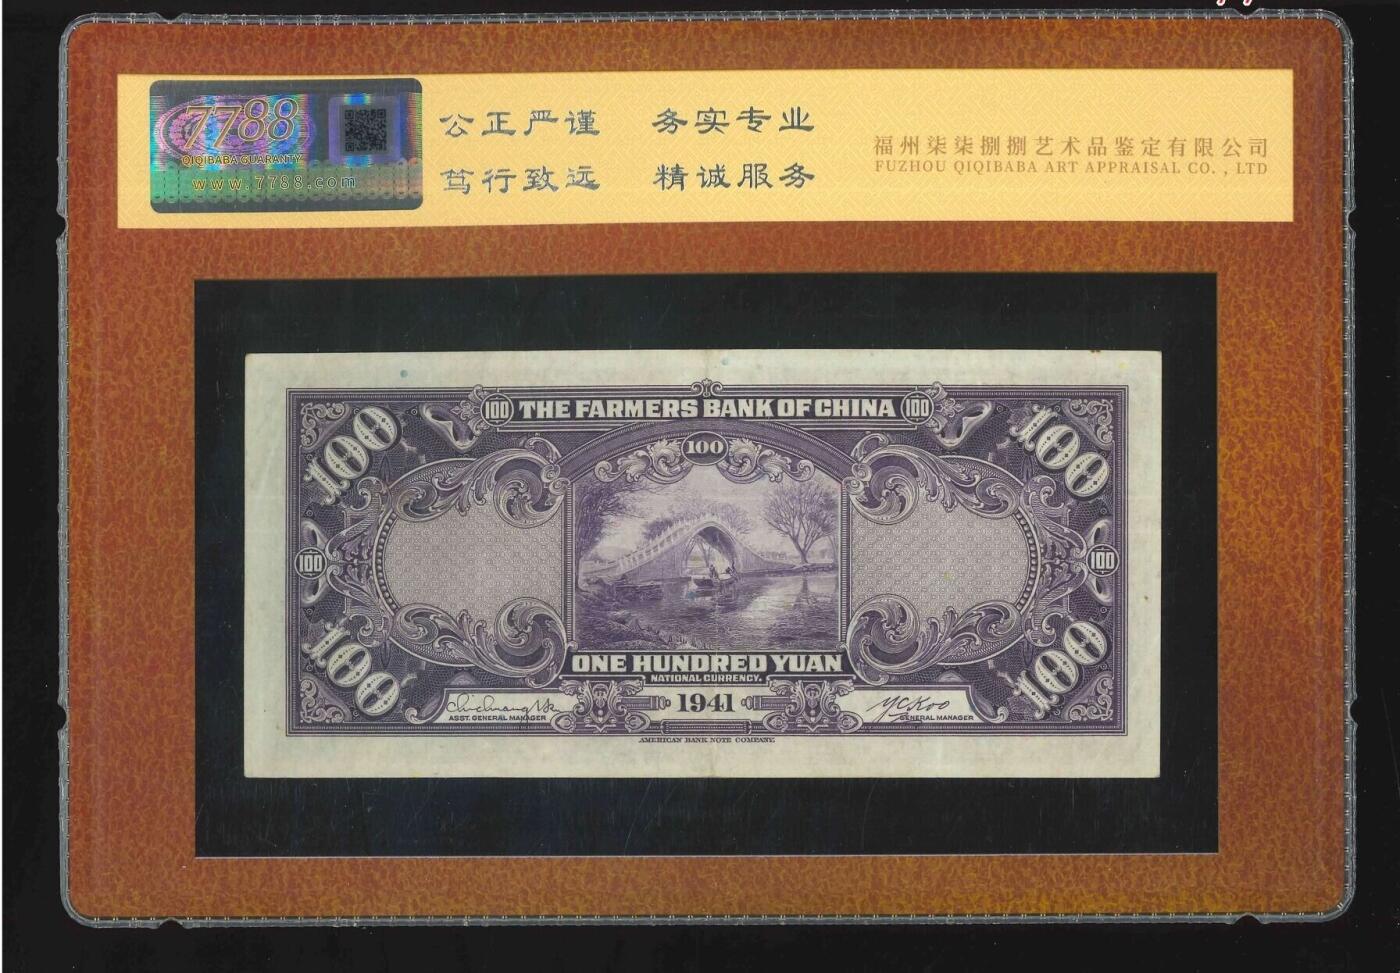 7788
QIQIBABA GUARANTY
www.7788.com
公正严谨 务实专业
笃行致远 精诚服务
福州柒柒捌捌艺术品鉴定有限公司
FUZHOU QIQIBABA ART APPRAISAL CO. , LTD
100 THE FARMERS BANK OF CHINA 100
100 100
100
100 100
100 100
ONE HUNDRED YUAN
NATIONAL CURRENCY.
1941
ASST. GENERAL MANAGER
YCKoo
GENERAL MANAGER
AMERICAN BANK NOTE COMPANY.